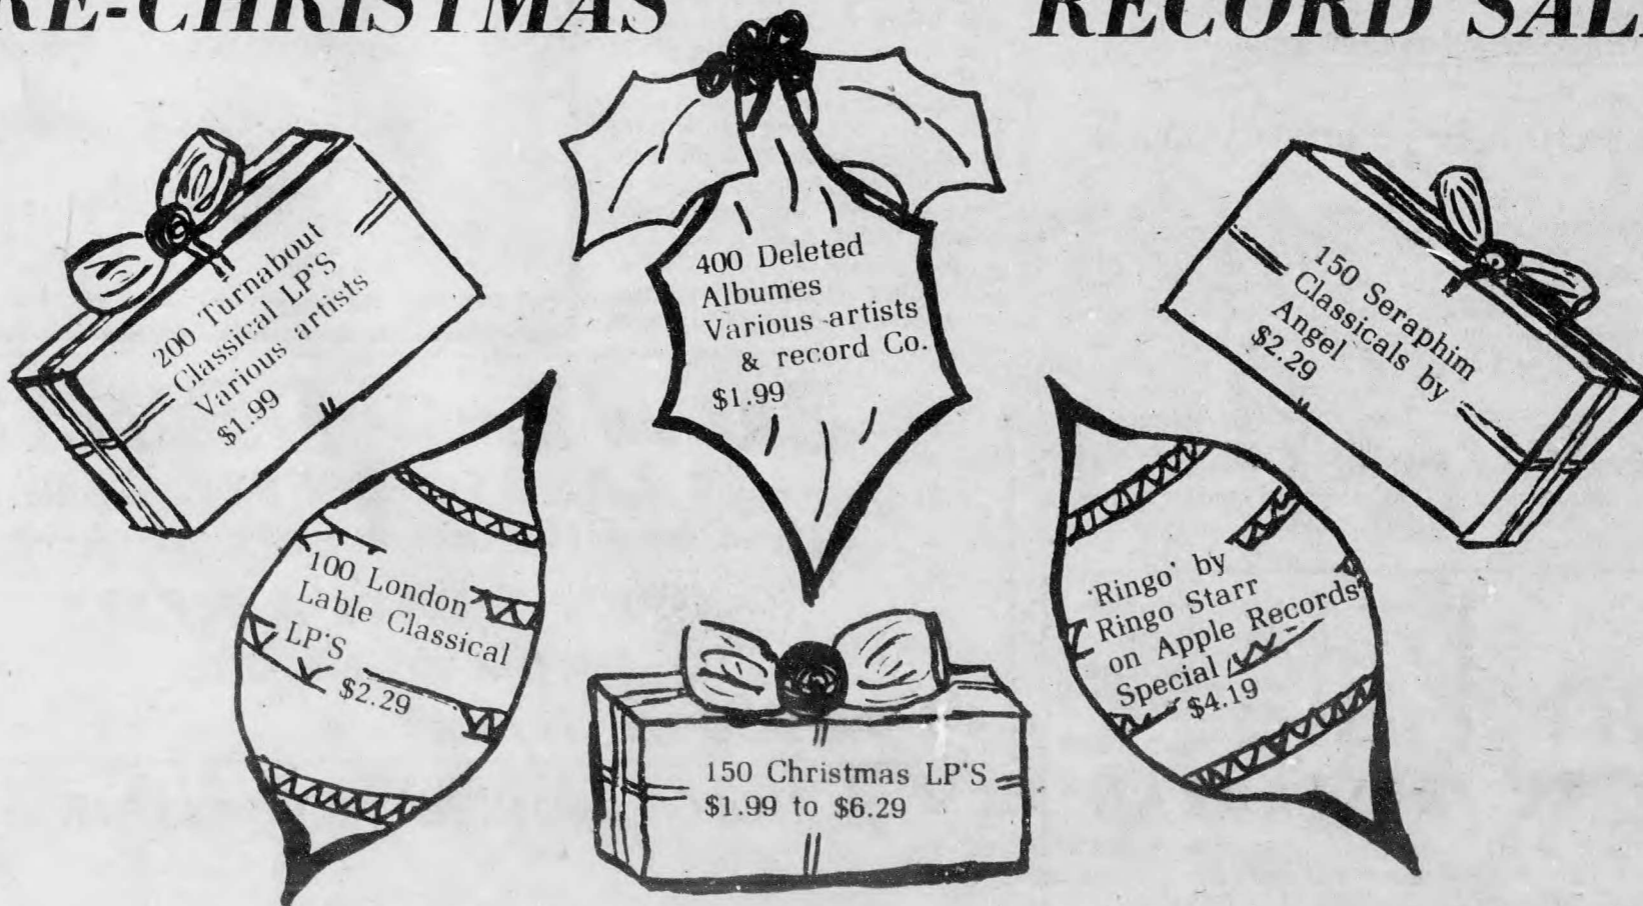 RE-CHRISTMAS RECORD SAL
200 Turnabout
Classical LP'S
Various artists
$1.99
400 Deleted
Albumes
Various artists
& record Co.
$1.99
150 Seraphim
Classicals by
Angel
$2.29
100 London
Lable Classical
LP'S
$2.29
150 Christmas LP'S
$1.99 to $6.29
'Ringo' by
Ringo Starr
on Apple Records
Special
$4.19